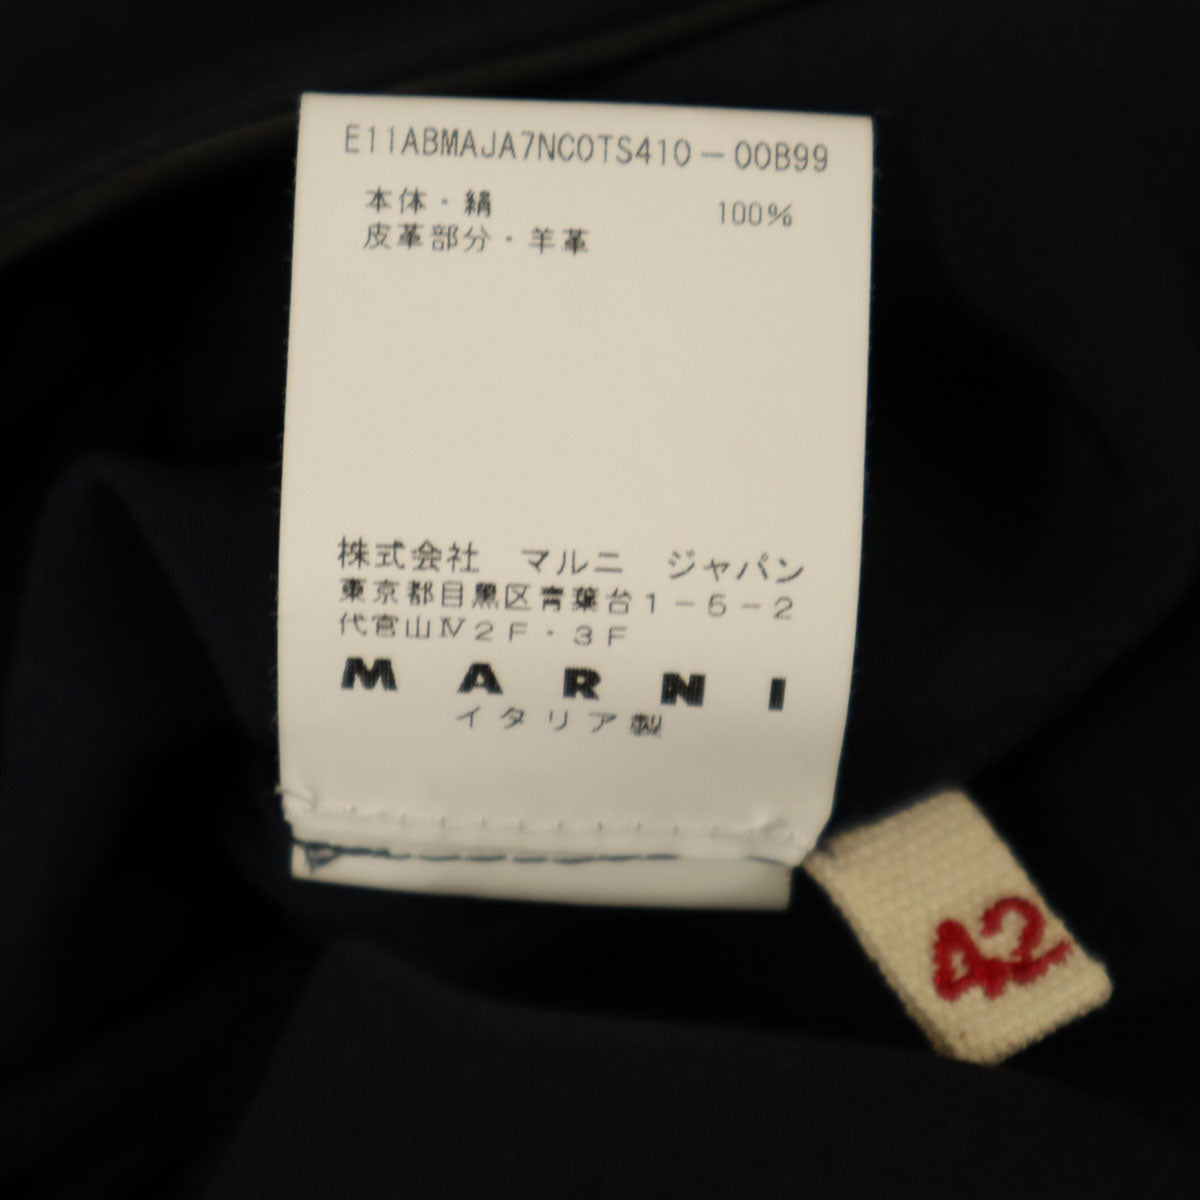 E11ABMAJA7NC0TS410-00B99
本体・絹 100%
皮革部分・羊革
株式会社 マルニ ジャパン
東京都目黒区青葉台1-5-2
代官山Ⅳ2F・3F
MARNI
イタリア製
42